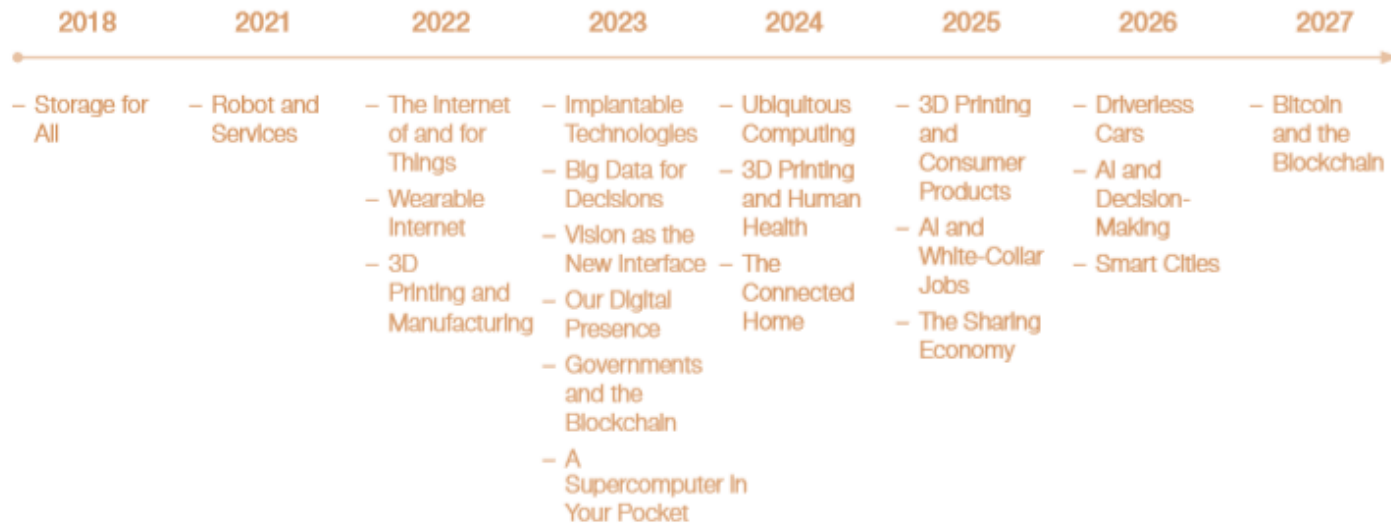 2018 2021 2022 2023 2024 2025 2026 2027
– Storage for
All
– Robot and
Services
– The Internet
of and for
Things
– Wearable
Internet
– 3D
Printing and
Manufacturing
– Implantable
Technologies
– Big Data for
Decisions
– Vision as the
New Interface
– Our Digital
Presence
– Governments
and the
Blockchain
– A
Supercomputer in
Your Pocket
– Ubiquitous
Computing
– 3D Printing
and Human
Health
– The
Connected
Home
– 3D Printing
and
Consumer
Products
– AI and
White-Collar
Jobs
– The Sharing
Economy
– Driverless
Cars
– AI and
Decision-
Making
– Smart Cities
– Bitcoin
and the
Blockchain